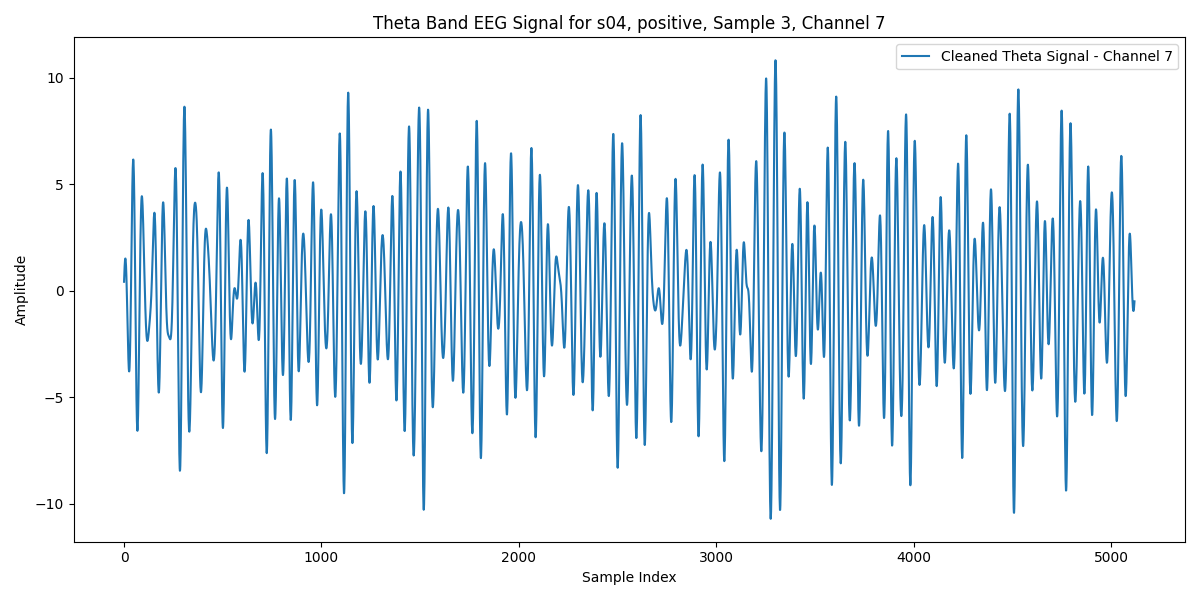 Theta Band EEG Signal for s04, positive, Sample 3, Channel 7
Cleaned Theta Signal - Channel 7
Amplitude
10
5
0
−5
−10
0 1000 2000 3000 4000 5000
Sample Index